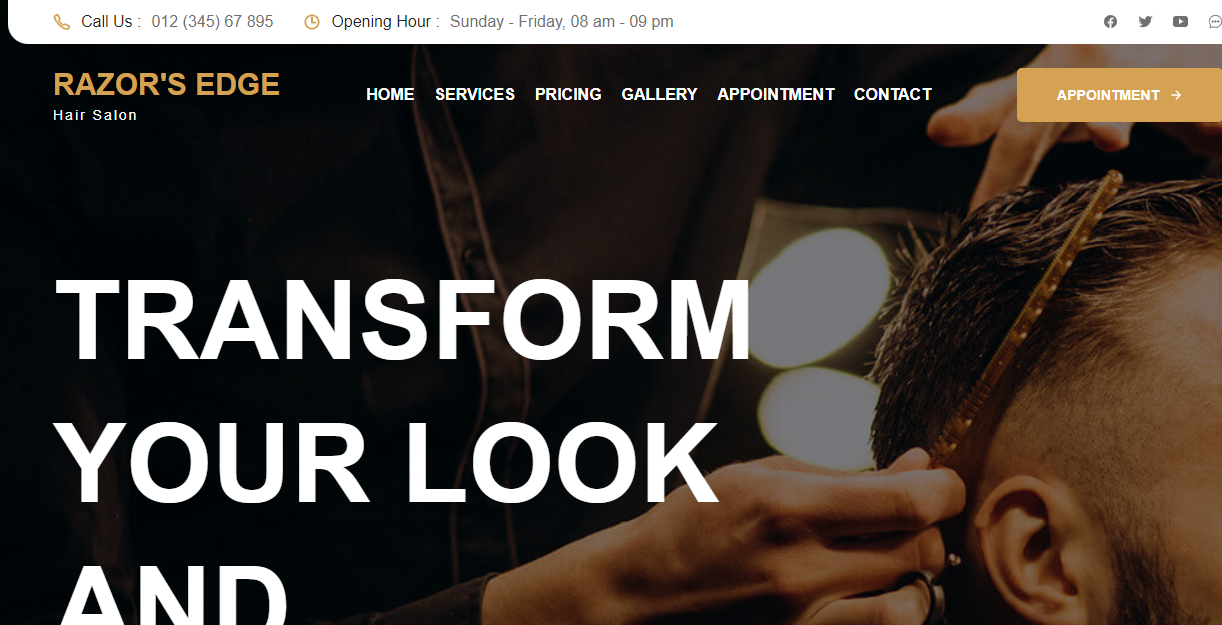 Call Us : 012 (345) 67 895 Opening Hour : Sunday - Friday, 08 am - 09 pm
RAZOR'S EDGE
Hair Salon
HOME SERVICES PRICING GALLERY APPOINTMENT CONTACT
APPOINTMENT →
TRANSFORM
YOUR LOOK
AND